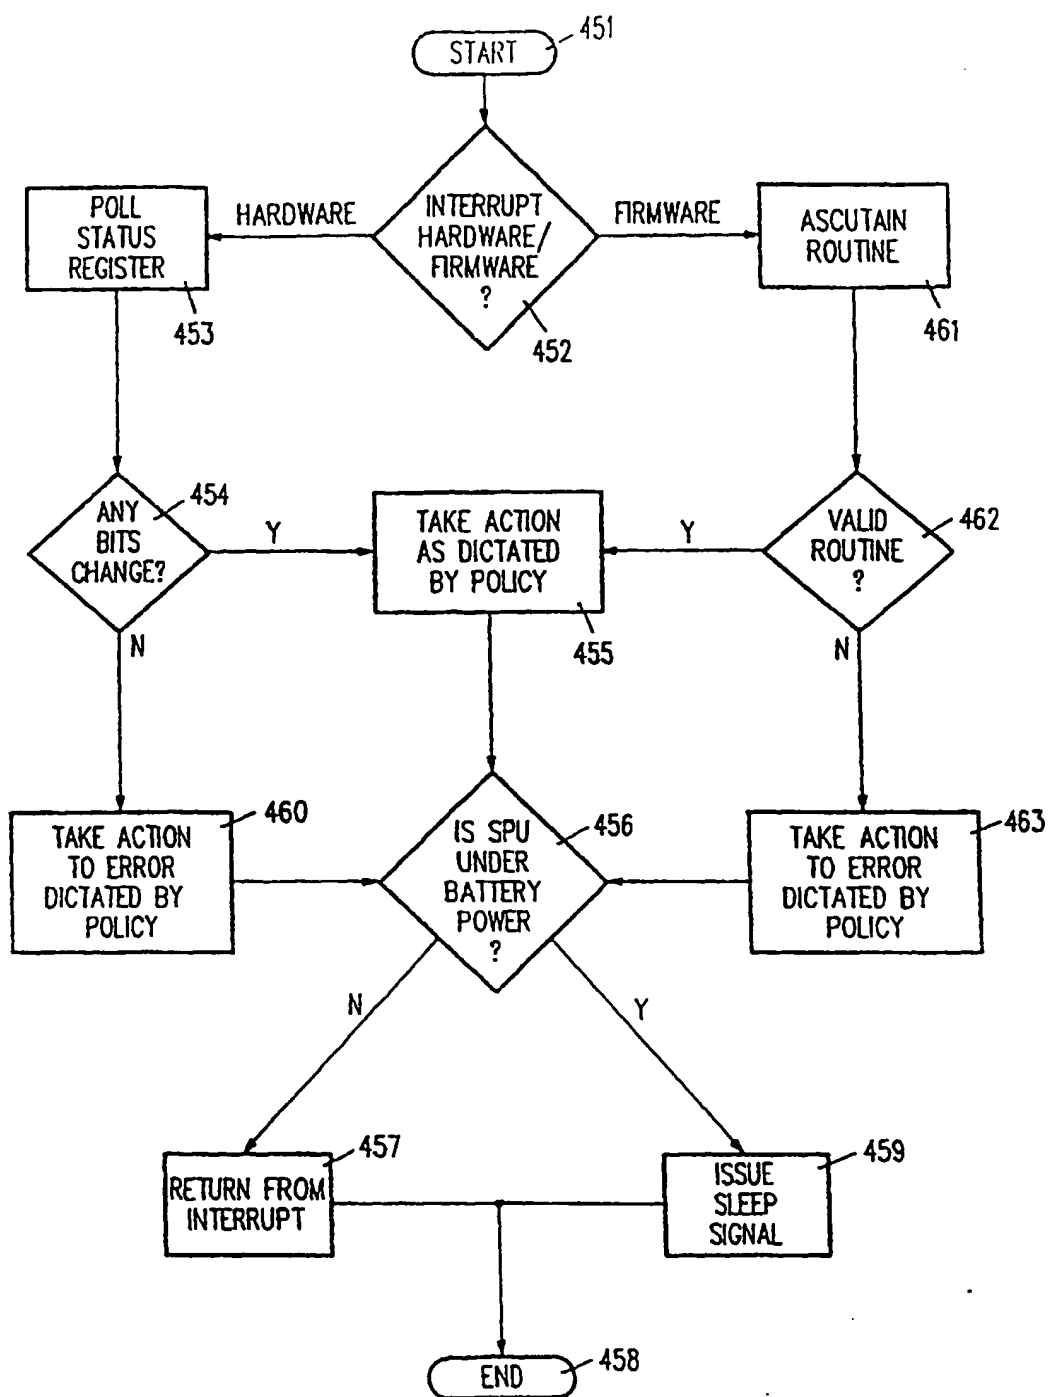 START
451
INTERRUPT
HARDWARE/
FIRMWARE
?
452
HARDWARE
FIRMWARE
POLL
STATUS
REGISTER
453
ASCUTAIN
ROUTINE
461
ANY
BITS
CHANGE?
454
Y
N
TAKE ACTION
AS DICTATED
BY POLICY
455
VALID
ROUTINE
?
462
Y
N
TAKE ACTION
TO ERROR
DICTATED BY
POLICY
460
IS SPU
UNDER
BATTERY
POWER
?
456
TAKE ACTION
TO ERROR
DICTATED BY
POLICY
463
N
Y
RETURN FROM
INTERRUPT
457
ISSUE
SLEEP
SIGNAL
459
END
458